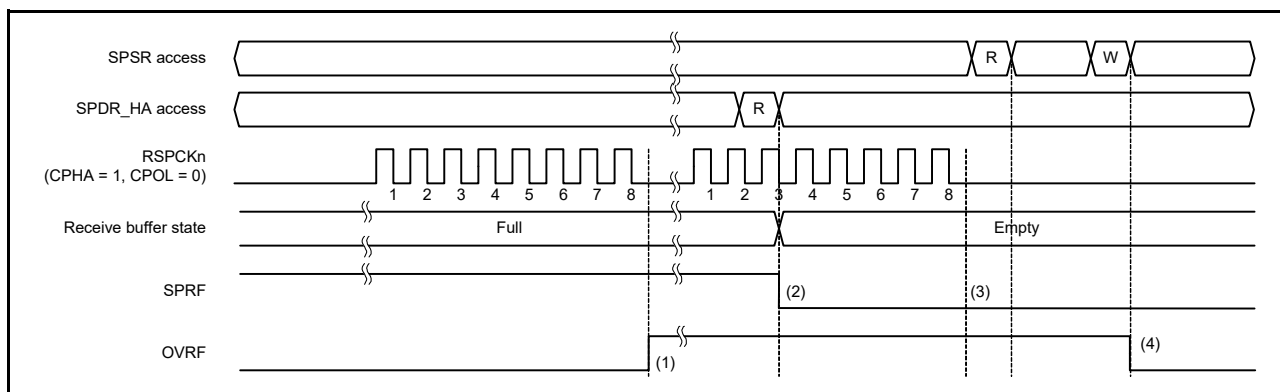 SPSR access
R
W
SPDR_HA access
R
RSPCKn
(CPHA = 1, CPOL = 0)
1 2 3 4 5 6 7 8 1 2 3 4 5 6 7 8
Receive buffer state
Full
Empty
SPRF
(2)
(3)
OVRF
(1)
(4)